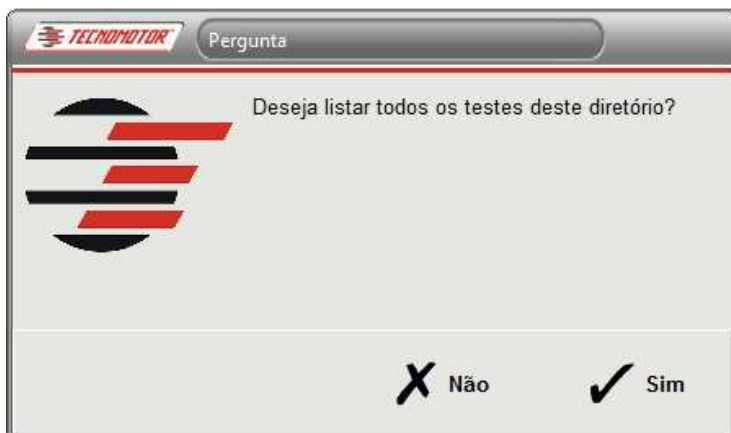 TECNOMOTOR
Pergunta
Deseja listar todos os testes deste diretório?
Não
Sim